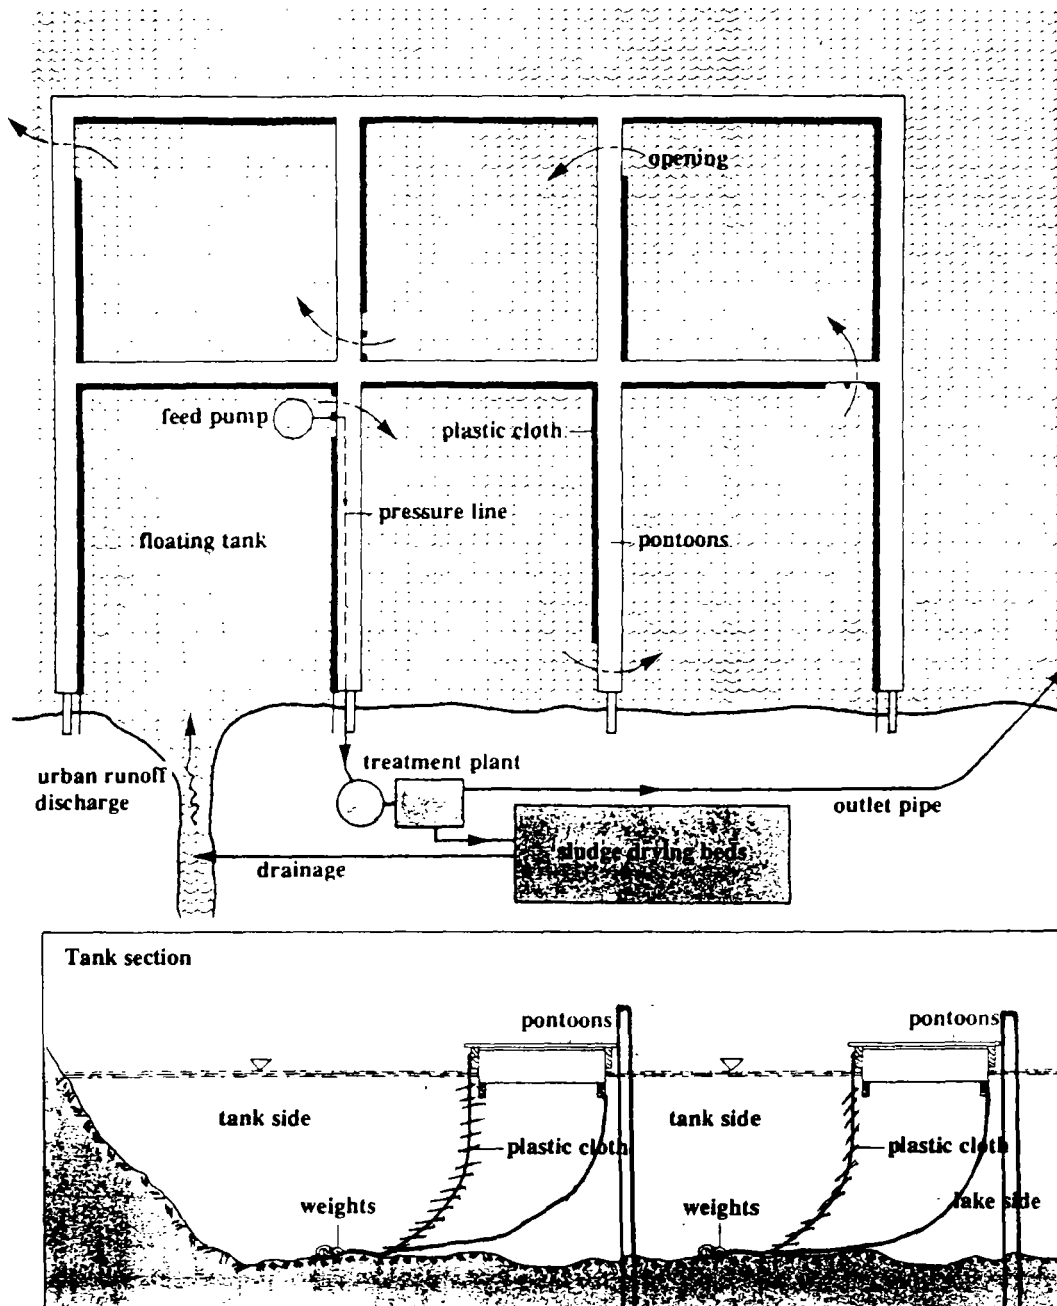 opening
feed pump
plastic cloth
pressure line
floating tank
pontoons
urban runoff
discharge
treatment plant
outlet pipe
sludge drying beds
drainage
Tank section
pontoons
pontoons
tank side
tank side
plastic cloth
plastic cloth
weights
weights
lake side